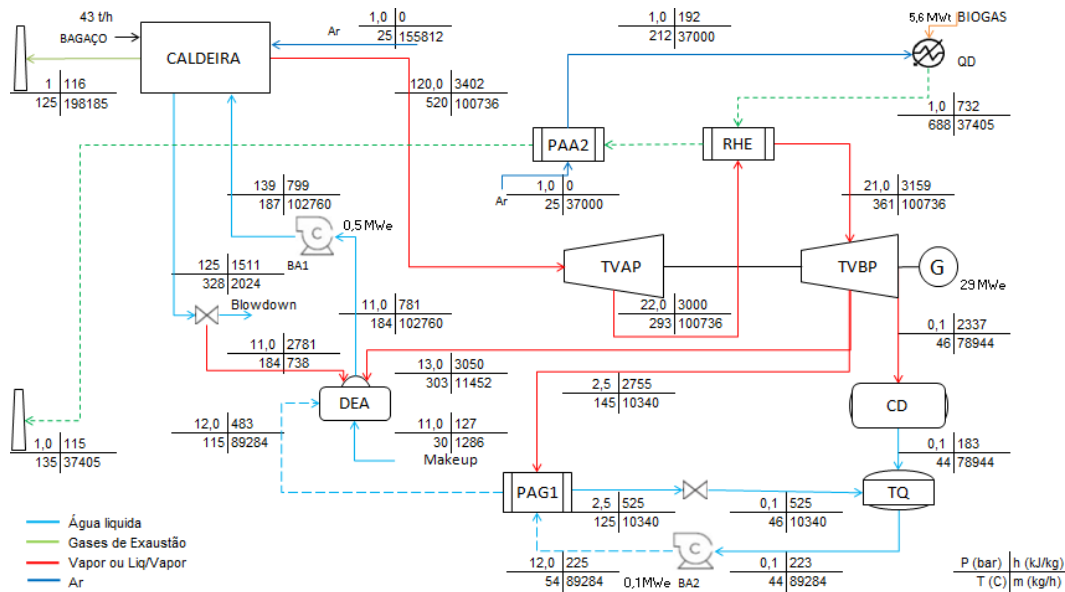 43 t/h
BAGAÇO
CALDEIRA
Ar
1,0 | 0
25 | 155812
1,0 | 192
212 | 37000
5,6 MWt BIOGAS
QD
1 | 116
125 | 198185
120,0 | 3402
520 | 100736
1,0 | 732
688 | 37405
PAA2
RHE
139 | 799
187 | 102760
Ar
1,0 | 0
25 | 37000
21,0 | 3159
361 | 100736
C
0,5 MWe
BA1
TVAP
TVBP
G
29 MWe
125 | 1511
328 | 2024
Blowdown
11,0 | 781
184 | 102760
22,0 | 3000
293 | 100736
0,1 | 2337
46 | 78944
11,0 | 2781
184 | 738
13,0 | 3050
303 | 11452
2,5 | 2755
145 | 10340
DEA
CD
12,0 | 483
115 | 89284
11,0 | 127
30 | 1286
Makeup
1,0 | 115
135 | 37405
0,1 | 183
44 | 78944
PAG1
2,5 | 525
125 | 10340
0,1 | 525
46 | 10340
TQ
Água liquida
Gases de Exaustão
Vapor ou Liq/Vapor
Ar
12,0 | 225
54 | 89284
C
0,1MWe BA2
0,1 | 223
44 | 89284
P (bar) | h (kJ/kg)
T (C) | m (kg/h)